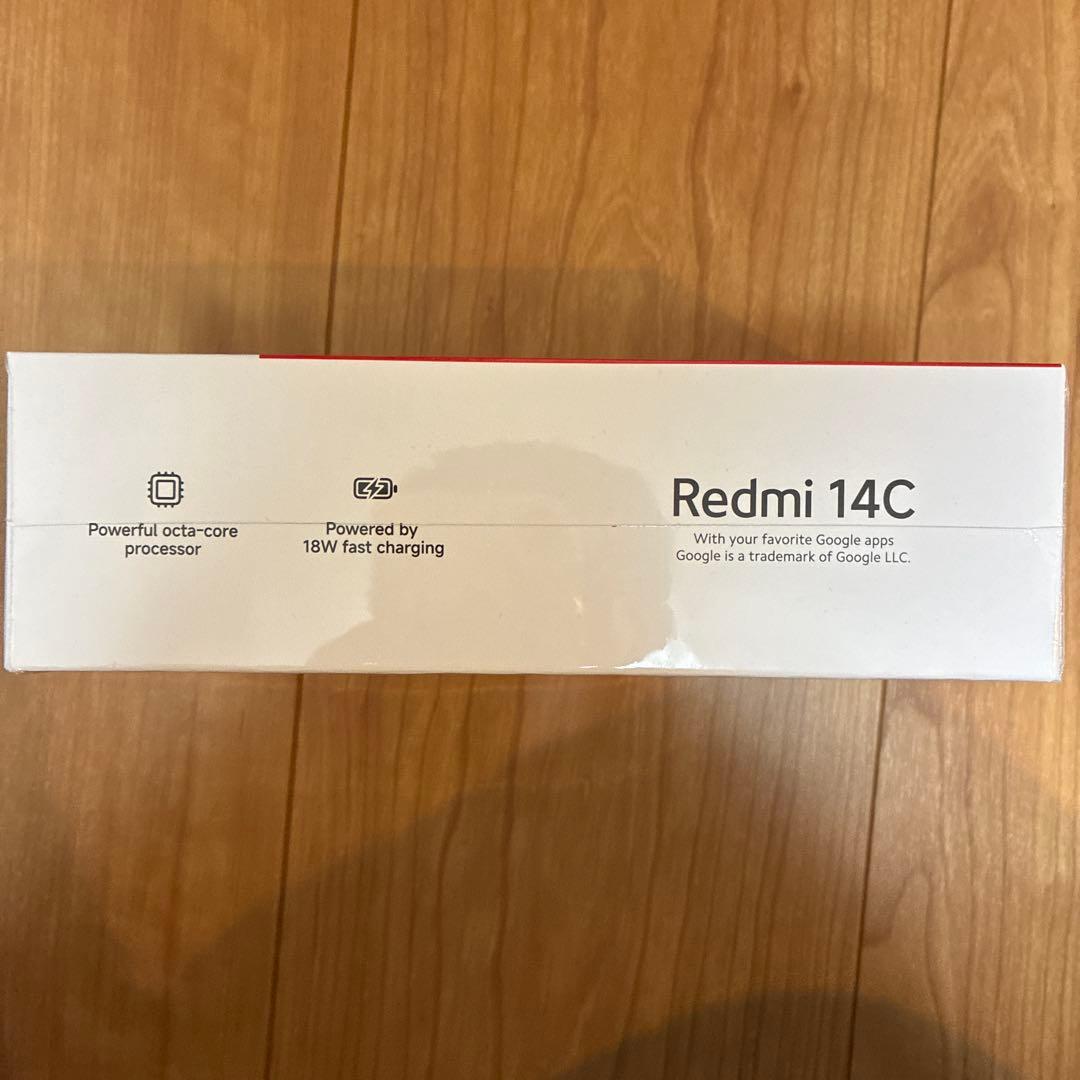 Powerful octa-core
processor
Powered by
18W fast charging
Redmi 14C
With your favorite Google apps
Google is a trademark of Google LLC.